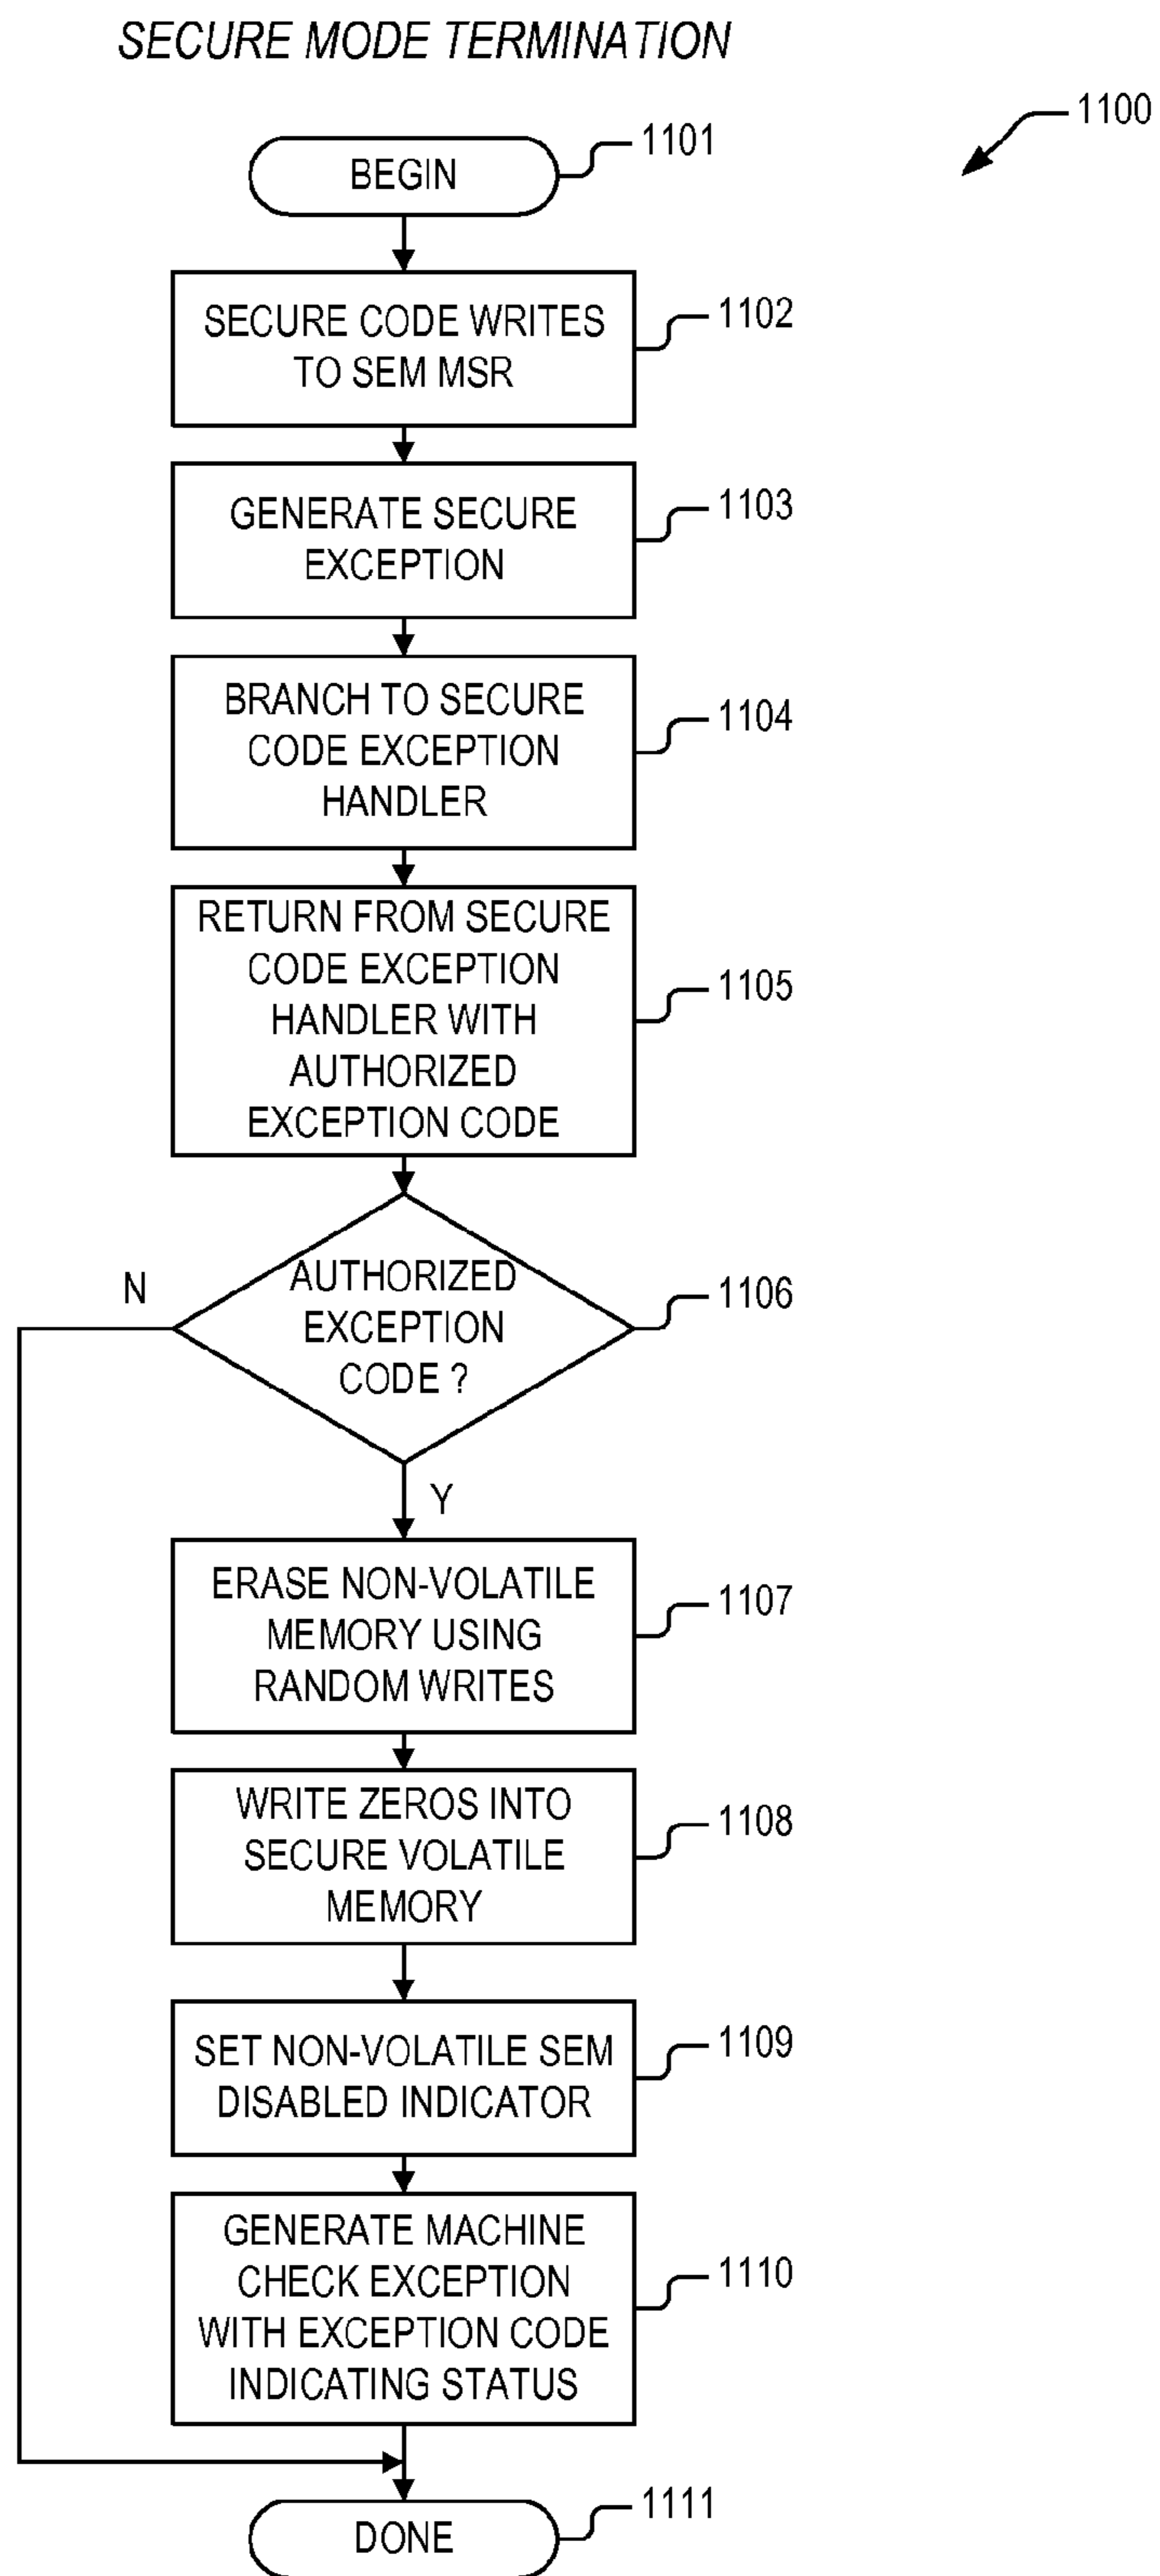 SECURE MODE TERMINATION
1100
BEGIN
1101
SECURE CODE WRITES
TO SEM MSR
1102
GENERATE SECURE
EXCEPTION
1103
BRANCH TO SECURE
CODE EXCEPTION
HANDLER
1104
RETURN FROM SECURE
CODE EXCEPTION
HANDLER WITH
AUTHORIZED
EXCEPTION CODE
1105
N
AUTHORIZED
EXCEPTION
CODE ?
1106
Y
ERASE NON-VOLATILE
MEMORY USING
RANDOM WRITES
1107
WRITE ZEROS INTO
SECURE VOLATILE
MEMORY
1108
SET NON-VOLATILE SEM
DISABLED INDICATOR
1109
GENERATE MACHINE
CHECK EXCEPTION
WITH EXCEPTION CODE
INDICATING STATUS
1110
DONE
1111